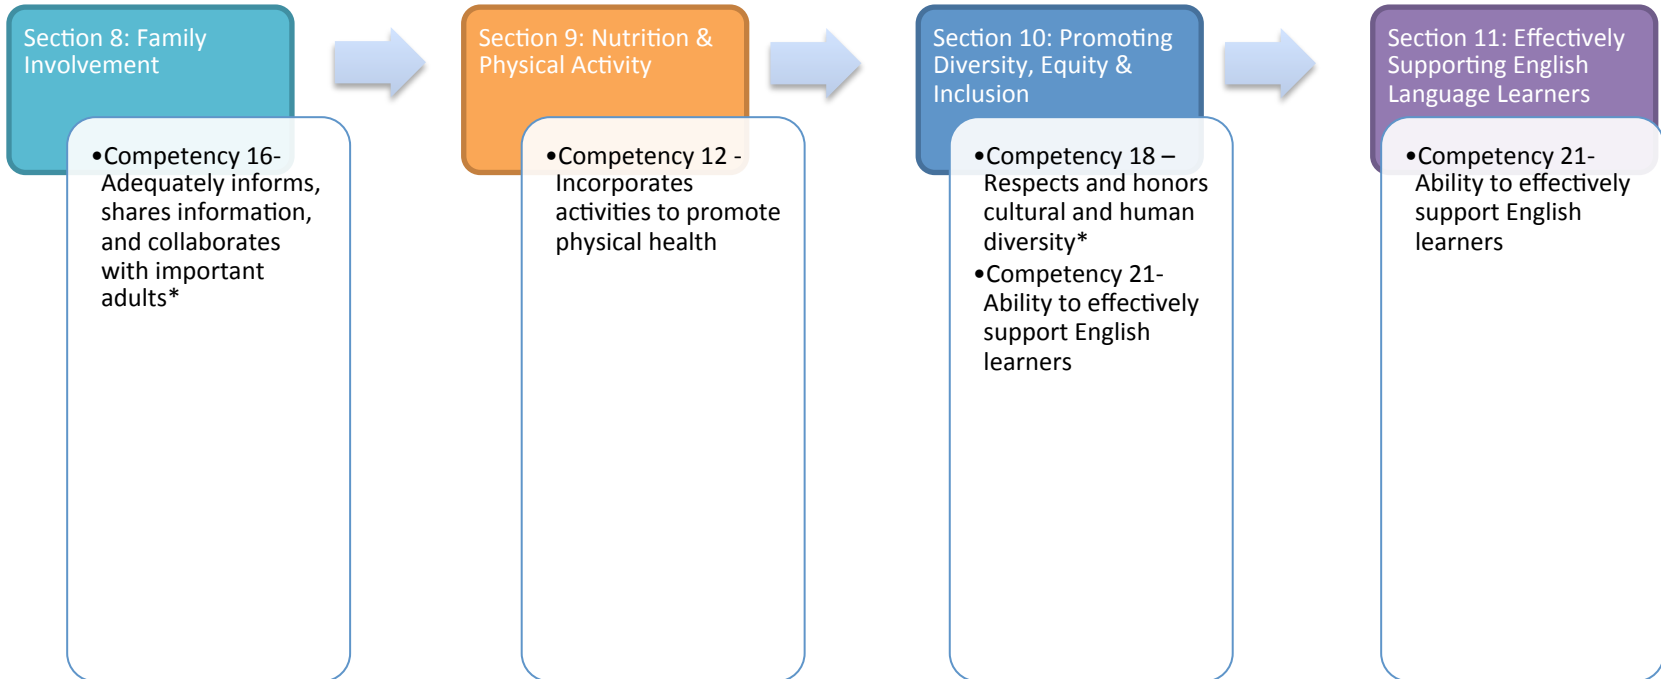 Section 8: Family
Involvement
•Competency 16-
Adequately informs,
shares information,
and collaborates
with important
adults*
Section 9: Nutrition &
Physical Activity
•Competency 12 -
Incorporates
activities to promote
physical health
Section 10: Promoting
Diversity, Equity &
Inclusion
•Competency 18 –
Respects and honors
cultural and human
diversity*
•Competency 21-
Ability to effectively
support English
learners
Section 11: Effectively
Supporting English
Language Learners
•Competency 21-
Ability to effectively
support English
learners